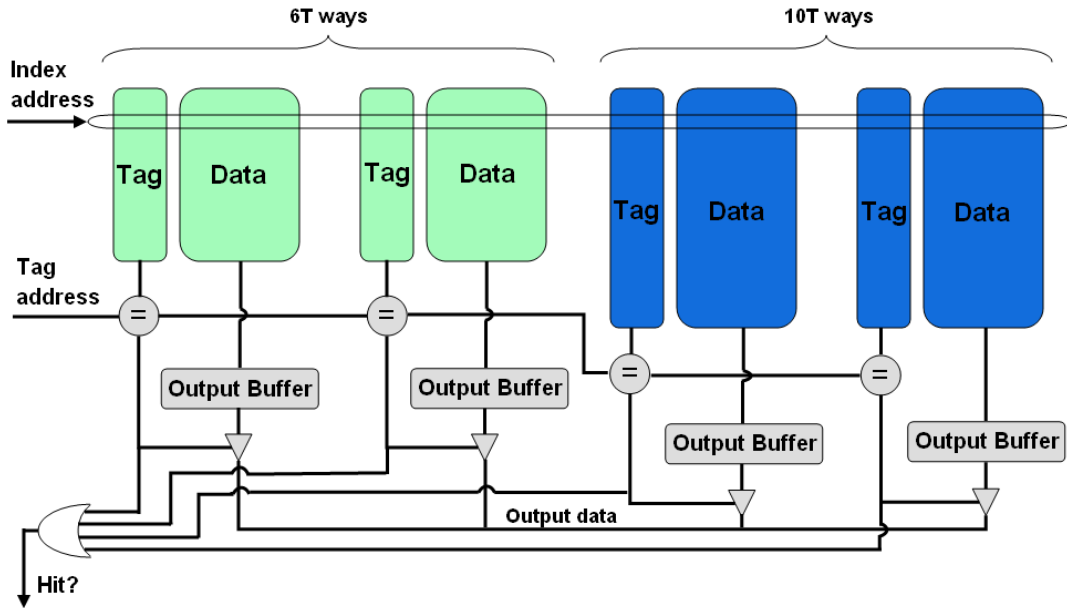 6T ways
10T ways
Index
address
Tag
Data
Tag
Data
Tag
Data
Tag
Data
Tag
address
=
=
=
=
Output Buffer
Output Buffer
Output Buffer
Output Buffer
Output data
Hit?